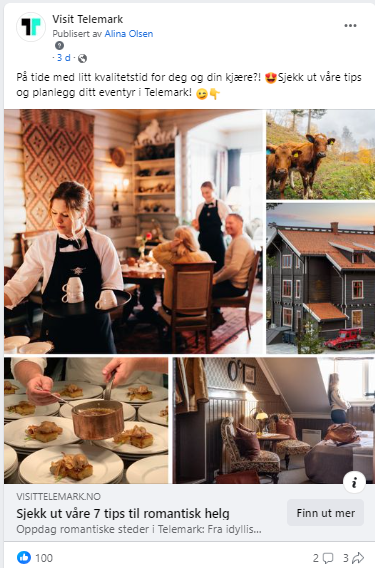 Visit Telemark
Publisert av Alina Olsen
· 3 d ·
På tide med litt kvalitetstid for deg og din kjære?! 😍Sjekk ut våre tips
og planlegg ditt eventyr i Telemark! 😉👇
VISITTELEMARK.NO
Sjekk ut våre 7 tips til romantisk helg
Oppdag romantiske steder i Telemark: Fra idyllis...
Finn ut mer
100
2
3